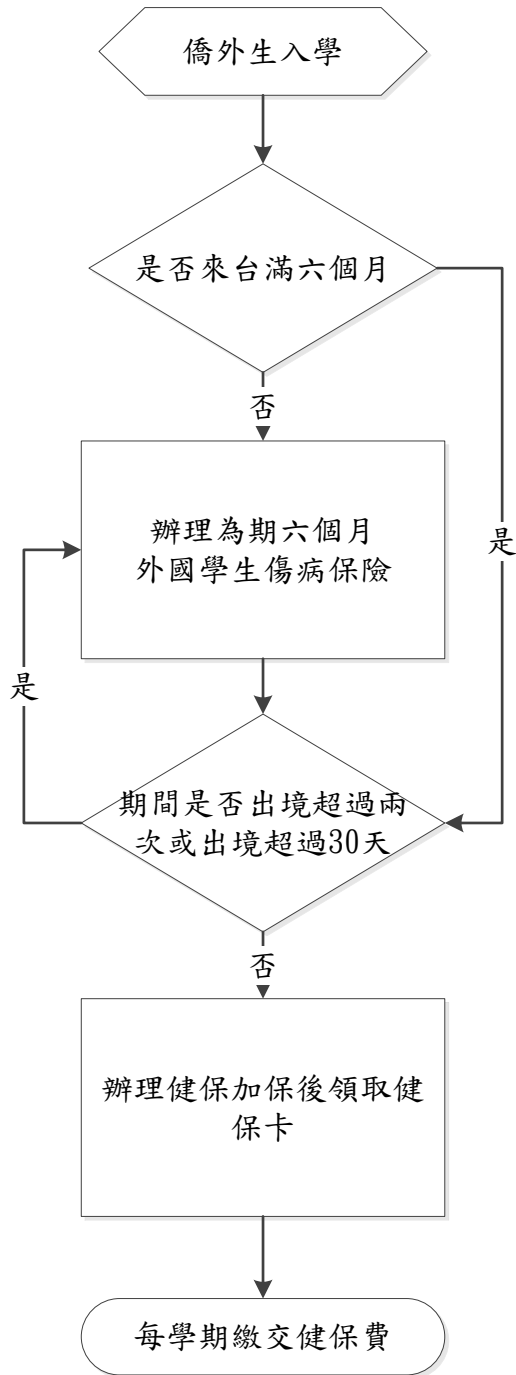 僑外生入學
是否來台滿六個月
否
辦理為期六個月
外國學生傷病保險
是
是
期間是否出境超過兩
次或出境超過30天
否
辦理健保加保後領取健
保卡
每學期繳交健保費